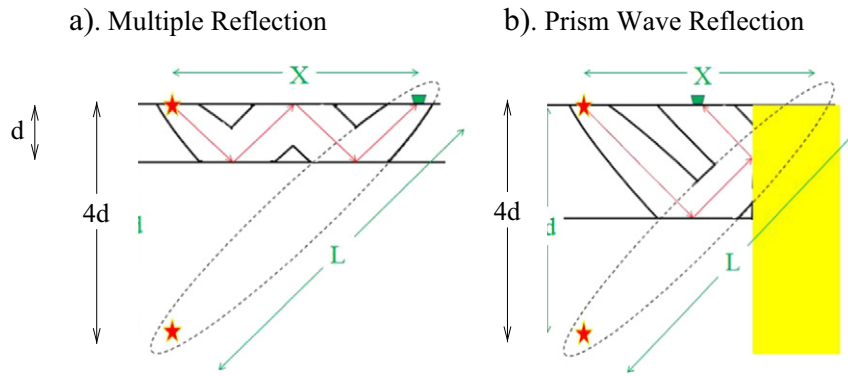 a). Multiple Reflection
b). Prism Wave Reflection
X
X
d
4d
d
L
4d
d
L